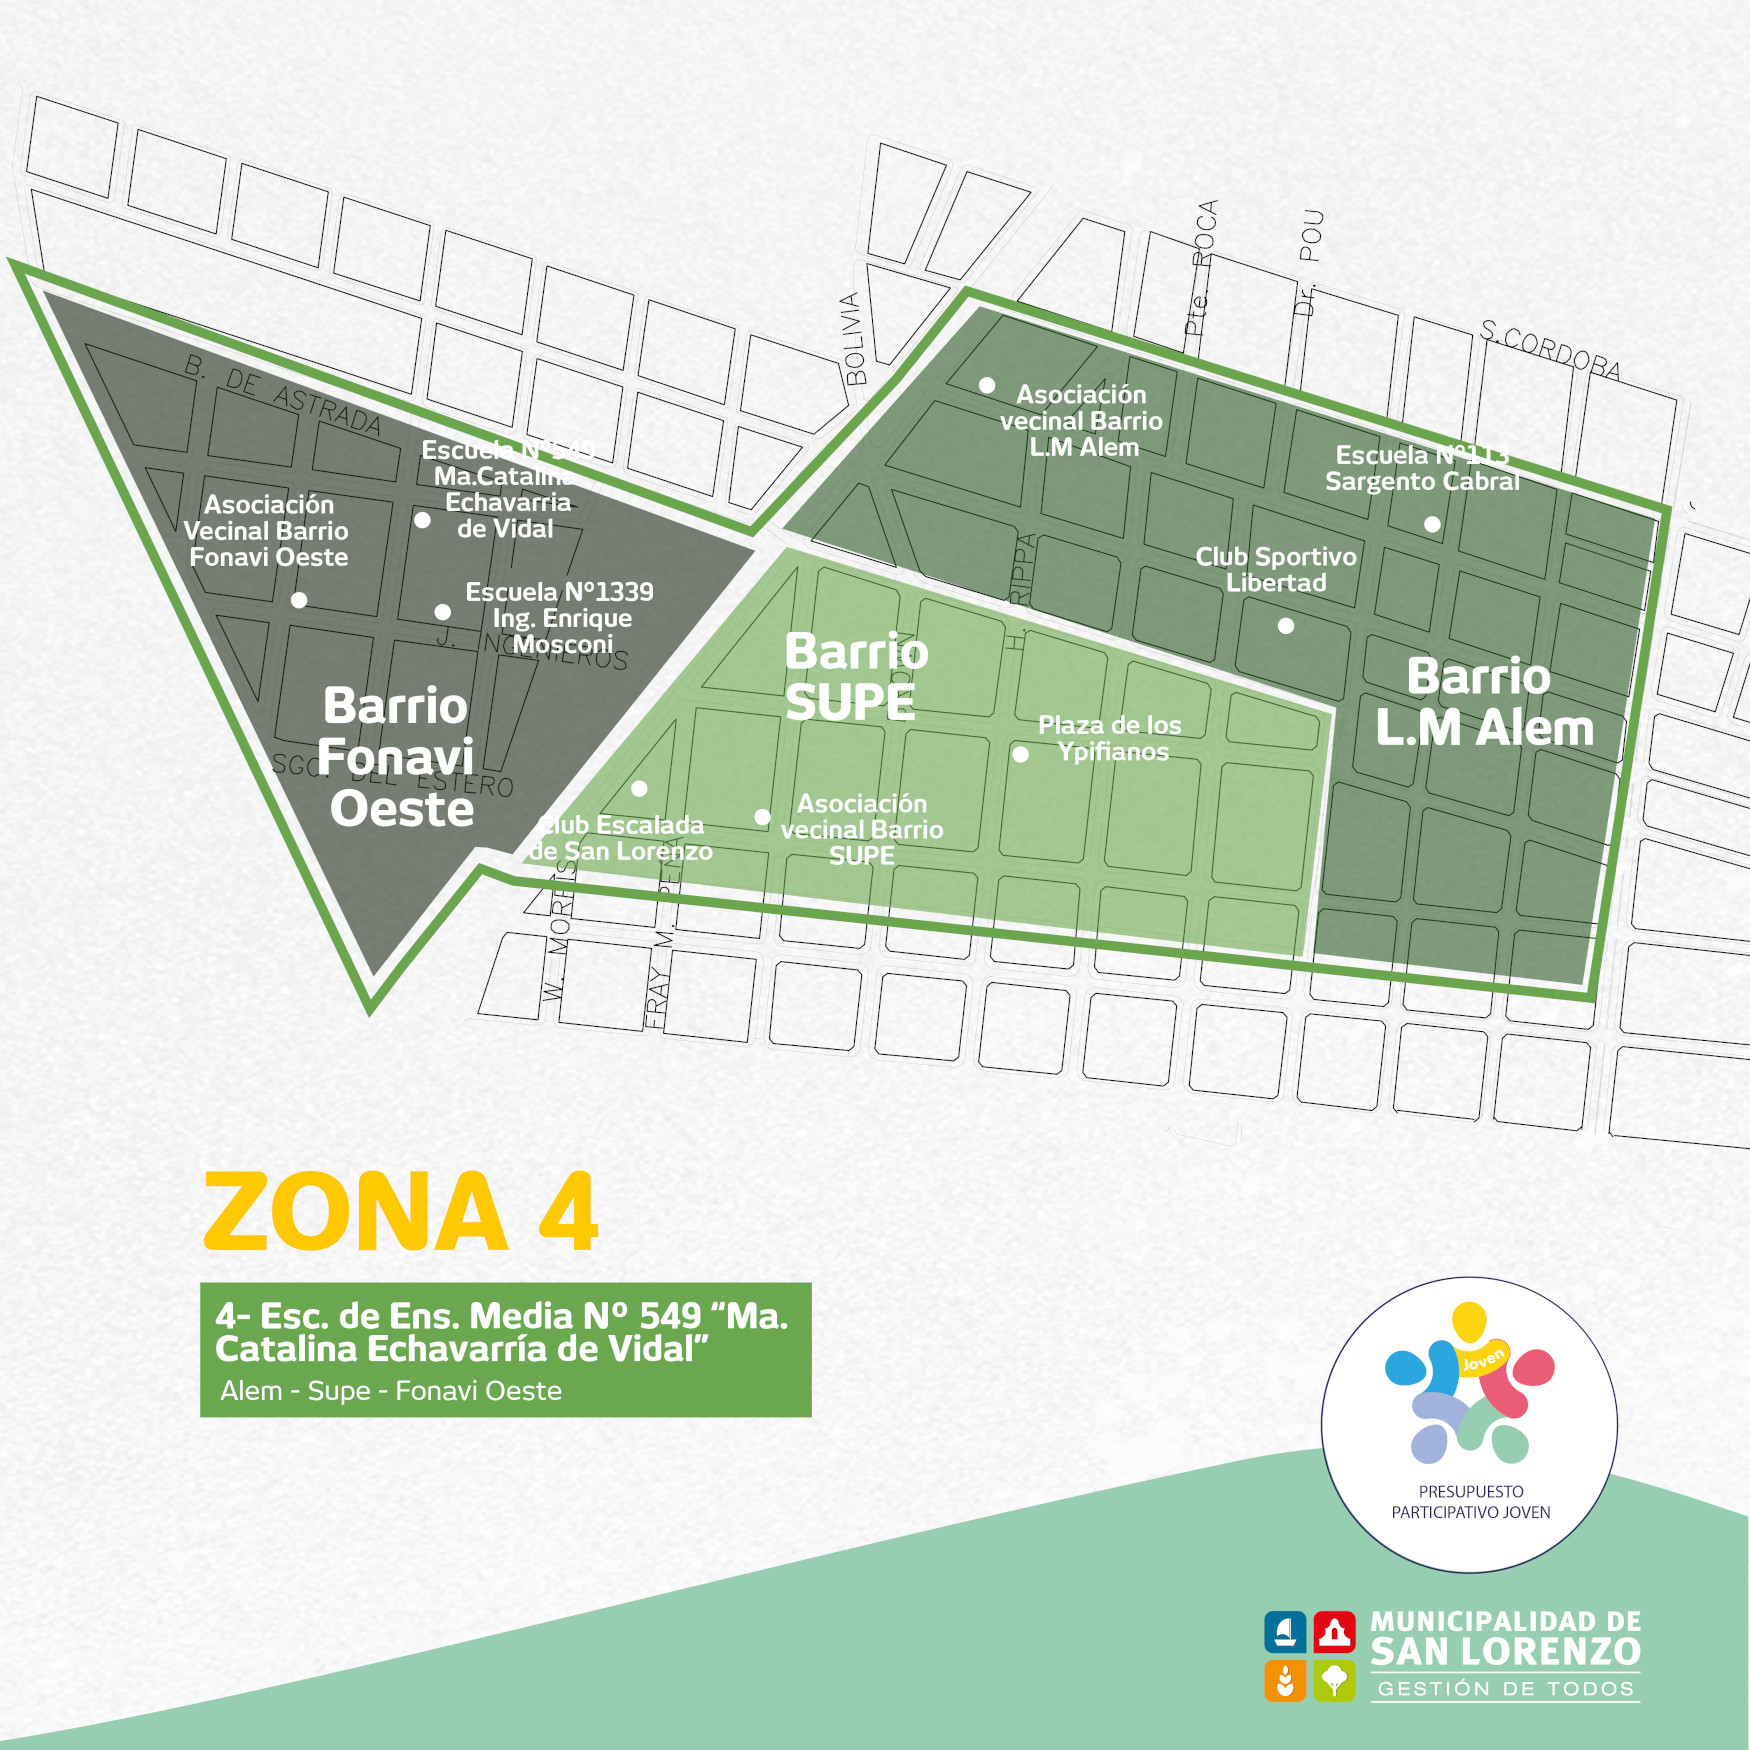 Pte. ROCA
Dr. POU
BOLIVIA
S.CORDOBA
B. DE ASTRADA
Asociación
vecinal Barrio
L.M Alem
Escuela Nº549
Ma.Catalina
Echavarria
de Vidal
Escuela Nº113
Sargento Cabral
Asociación
Vecinal Barrio
Fonavi Oeste
Club Sportivo
Libertad
Escuela Nº1339
Ing. Enrique
Mosconi
J. INGENIEROS
H.
Barrio
SUPE
Barrio
L.M Alem
Barrio
Fonavi
Oeste
SGO. DEL ESTERO
Plaza de los
Ypifianos
Club Escalada
de San Lorenzo
Asociación
vecinal Barrio
SUPE
W. MORRIS
FRAY M.
ZONA 4
4- Esc. de Ens. Media Nº 549 “Ma.
Catalina Echavarría de Vidal”
Alem - Supe - Fonavi Oeste
Joven
PRESUPUESTO
PARTICIPATIVO JOVEN
MUNICIPALIDAD DE
SAN LORENZO
GESTIÓN DE TODOS